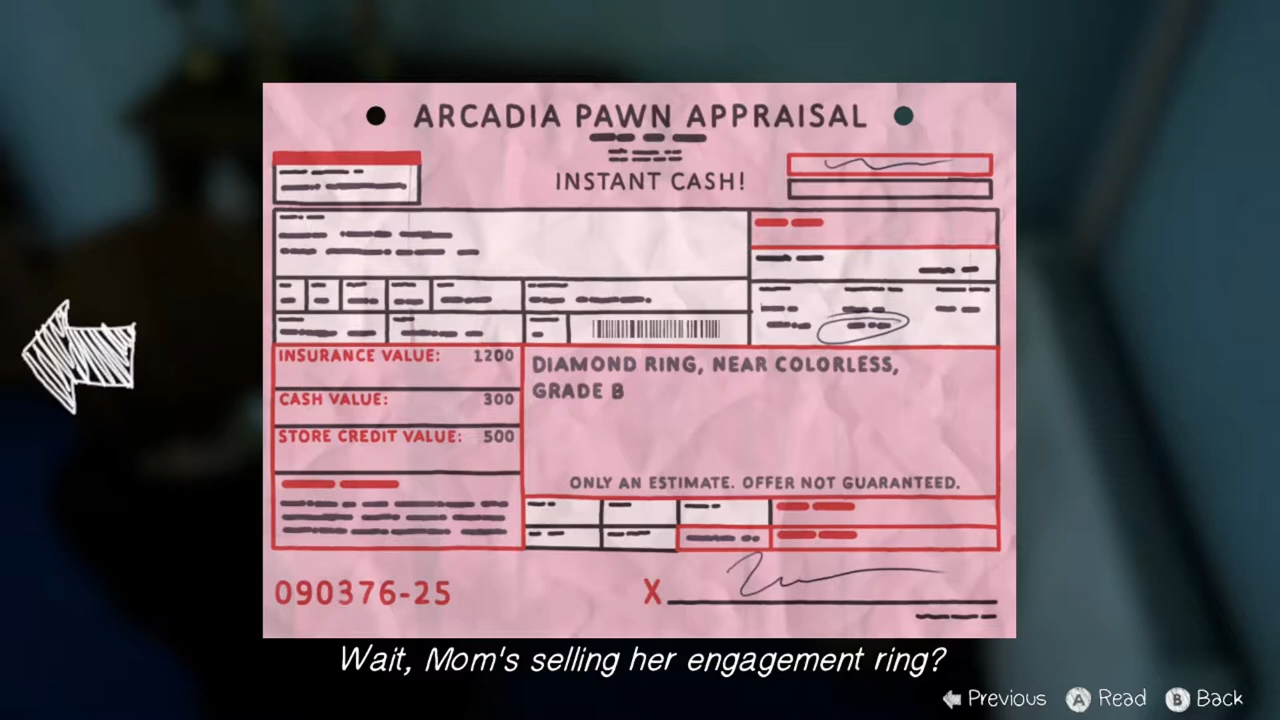 ARCADIA PAWN APPRAISAL
INSTANT CASH!
INSURANCE VALUE: 1200
CASH VALUE: 300
STORE CREDIT VALUE: 500
DIAMOND RING, NEAR COLORLESS,
GRADE B
ONLY AN ESTIMATE. OFFER NOT GUARANTEED.
090376-25
X
Wait, Mom's selling her engagement ring?
Previous A Read B Back